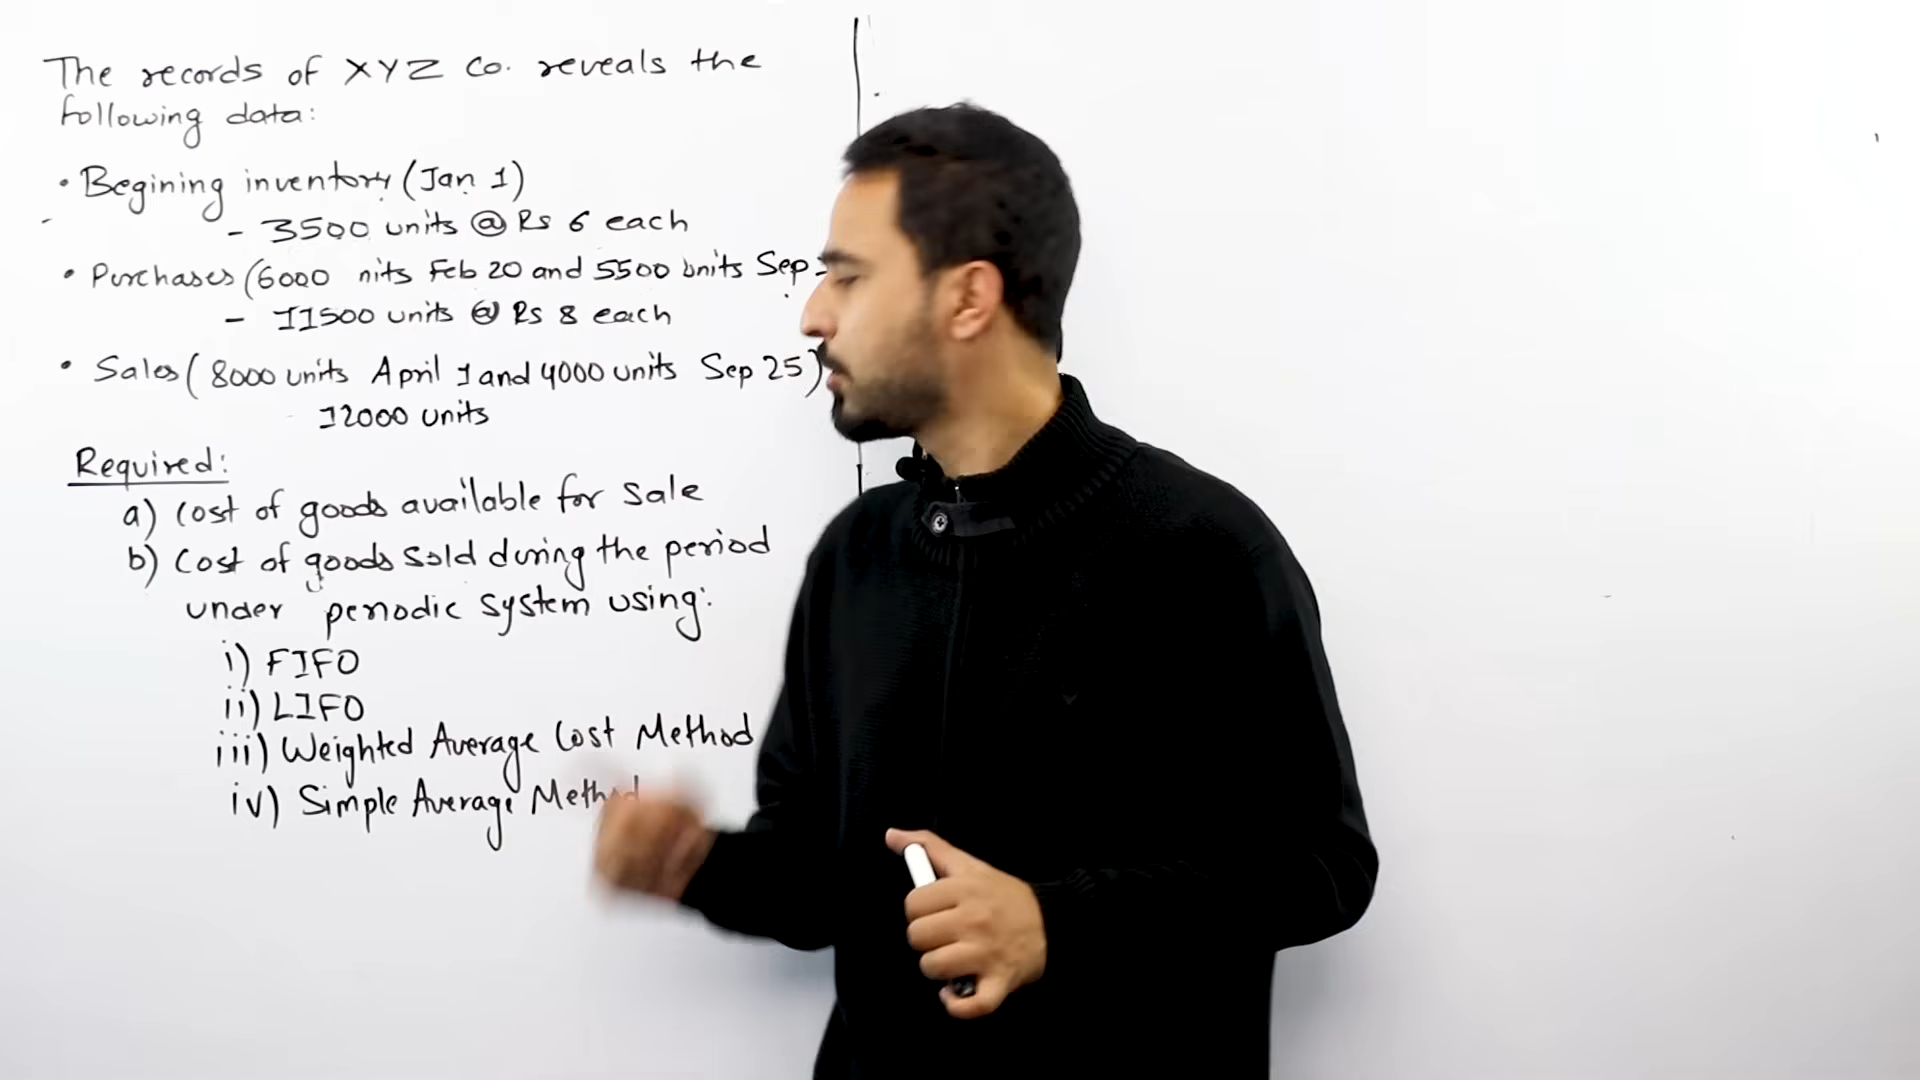 The records of XYZ Co. reveals the
following data:
• Begining inventory (Jan 1)
- 3500 units @ Rs 6 each
• Purchases (6000 nits Feb 20 and 5500 units Sep
- 11500 units @ Rs 8 each
• Sales (8000 units April 1 and 4000 units Sep 25)
12000 units
Required:
a) Cost of goods available for sale
b) Cost of goods sold during the period
under periodic system using:
i) FIFO
ii) LIFO
iii) Weighted Average Cost Method
iv) Simple Average Method